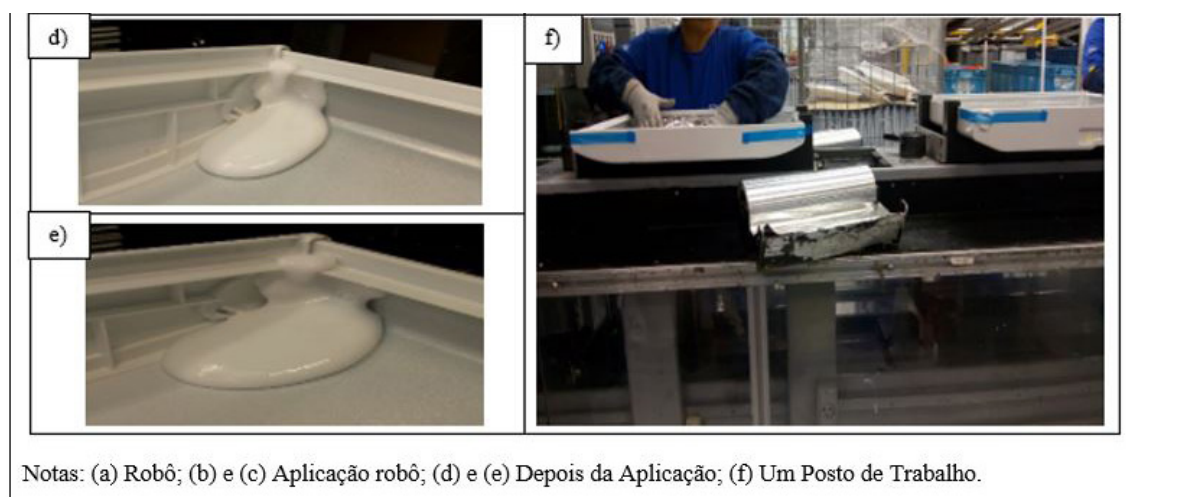 d)
f)
e)
Notas: (a) Robô; (b) e (c) Aplicação robô; (d) e (e) Depois da Aplicação; (f) Um Posto de Trabalho.